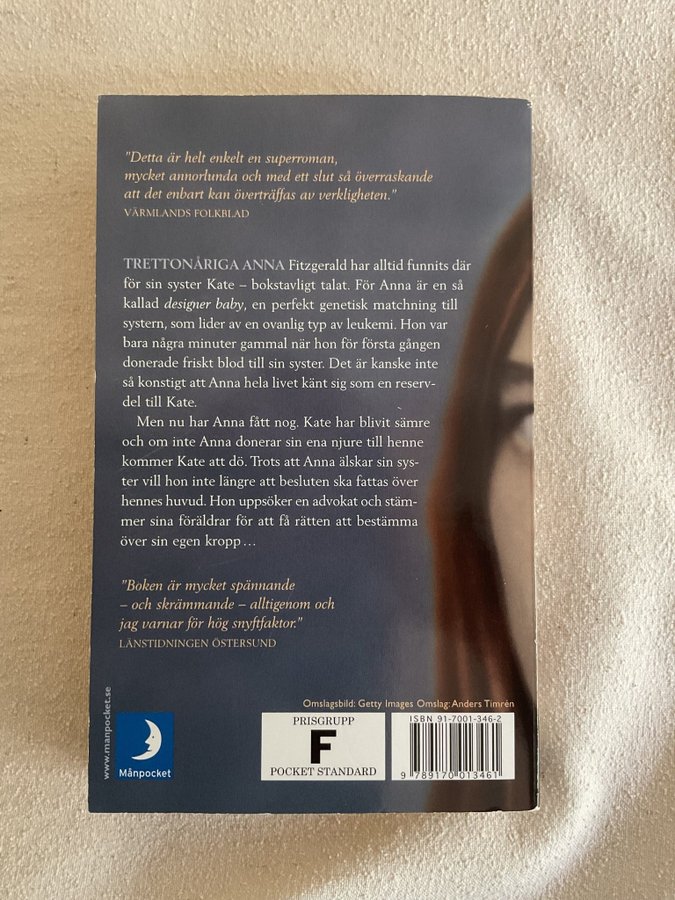 "Detta är helt enkelt en superroman,
mycket annorlunda och med ett slut så överraskande
att det enbart kan överträffas av verkligheten."
VÄRMLANDS FOLKBLAD
TRETTONÅRIGA ANNA Fitzgerald har alltid funnits där
för sin syster Kate – bokstavligt talat. För Anna är en så
kallad designer baby, en perfekt genetisk matchning till
systern, som lider av en ovanlig typ av leukemi. Hon var
bara några minuter gammal när hon för första gången
donerade friskt blod till sin syster. Det är kanske inte
så konstigt att Anna hela livet känt sig som en reserv-
del till Kate.
Men nu har Anna fått nog. Kate har blivit sämre
och om inte Anna donerar sin ena njure till henne
kommer Kate att dö. Trots att Anna älskar sin sys-
ter vill hon inte längre att besluten ska fattas över
hennes huvud. Hon uppsöker en advokat och stäm-
mer sina föräldrar för att få rätten att bestämma
över sin egen kropp…
"Boken är mycket spännande
– och skrämmande – alltigenom och
jag varnar för hög snyftfaktor."
LÄNSTIDNINGEN ÖSTERSUND
www.manpocket.se
Månpocket
Omslagsbild: Getty Images Omslag: Anders Timrén
PRISGRUPP
F
POCKET STANDARD
ISBN 91-7001-346-2
9 789170 013461